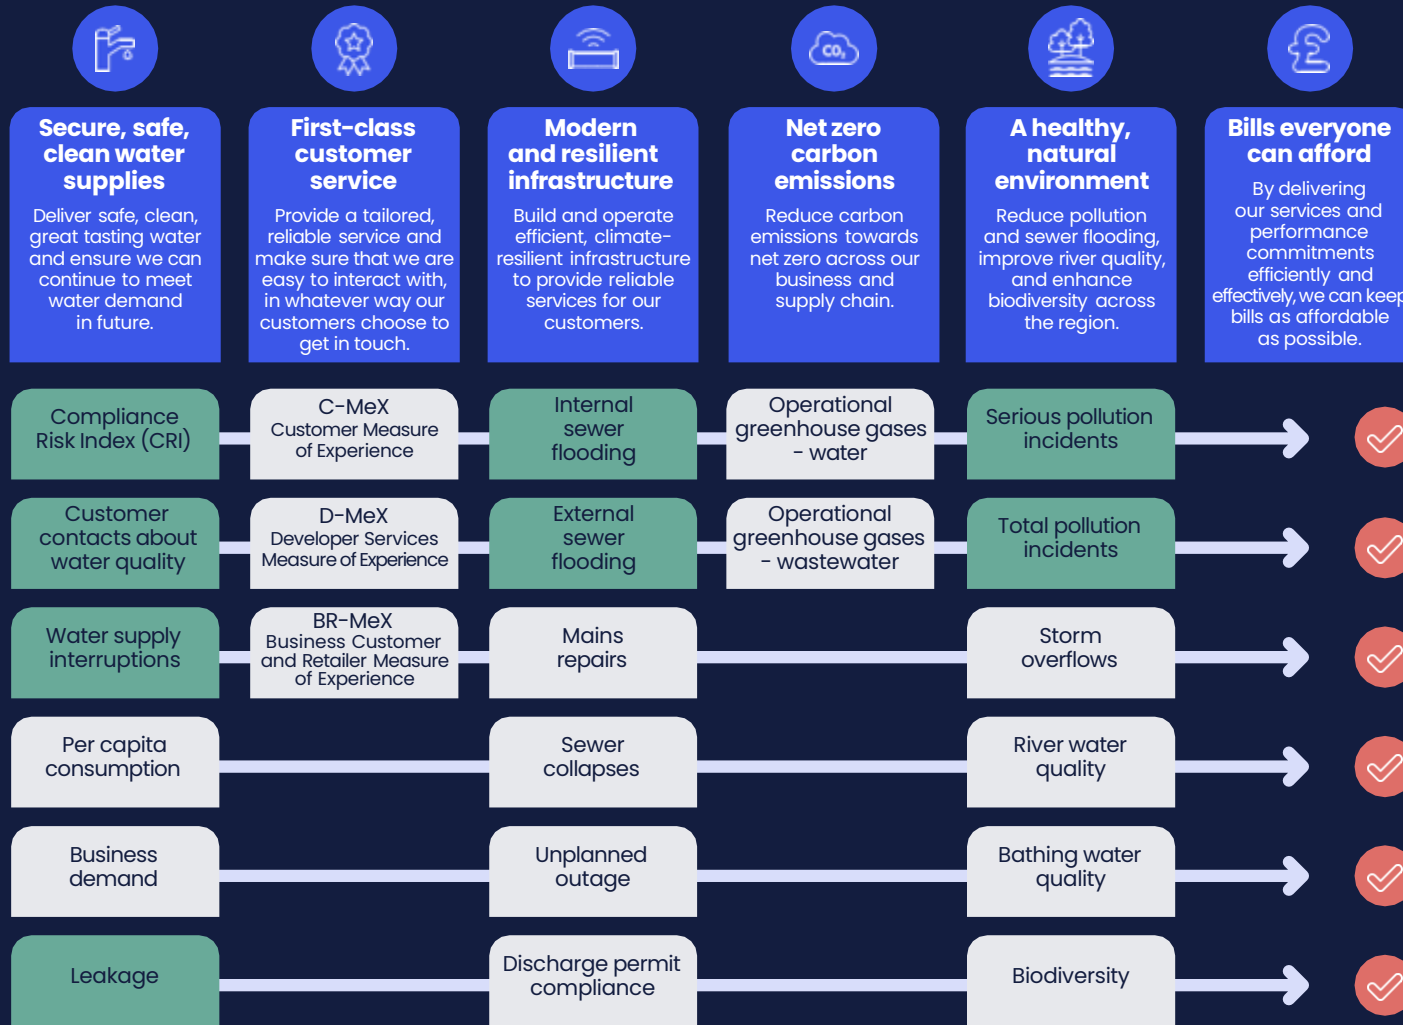 Secure, safe,
clean water
supplies
Deliver safe, clean,
great tasting water
and ensure we can
continue to meet
water demand
in future.
First-class
customer
service
Provide a tailored,
reliable service and
make sure that we are
easy to interact with,
in whatever way our
customers choose to
get in touch.
Modern
and resilient
infrastructure
Build and operate
efficient, climate-
resilient infrastructure
to provide reliable
services for our
customers.
Net zero
carbon
emissions
Reduce carbon
emissions towards
net zero across our
business and
supply chain.
A healthy,
natural
environment
Reduce pollution
and sewer flooding,
improve river quality,
and enhance
biodiversity across
the region.
Bills everyone
can afford
By delivering
our services and
performance
commitments
efficiently and
effectively, we can keep
bills as affordable
as possible.
CO₂
£
Compliance
Risk Index (CRI)
C-MeX
Customer Measure
of Experience
Internal
sewer
flooding
Operational
greenhouse gases
- water
Serious pollution
incidents
Customer
contacts about
water quality
D-MeX
Developer Services
Measure of Experience
External
sewer
flooding
Operational
greenhouse gases
- wastewater
Total pollution
incidents
Water supply
interruptions
BR-MeX
Business Customer
and Retailer Measure
of Experience
Mains
repairs
Storm
overflows
Per capita
consumption
Sewer
collapses
River water
quality
Business
demand
Unplanned
outage
Bathing water
quality
Leakage
Discharge permit
compliance
Biodiversity